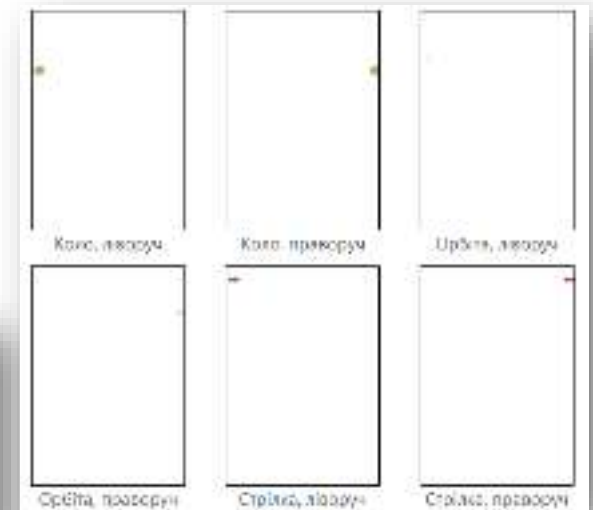 Коло, ліворуч
Коло, праворуч
Орбіта, ліворуч
Орбіта, праворуч
Стрілка, ліворуч
Стрілка, праворуч